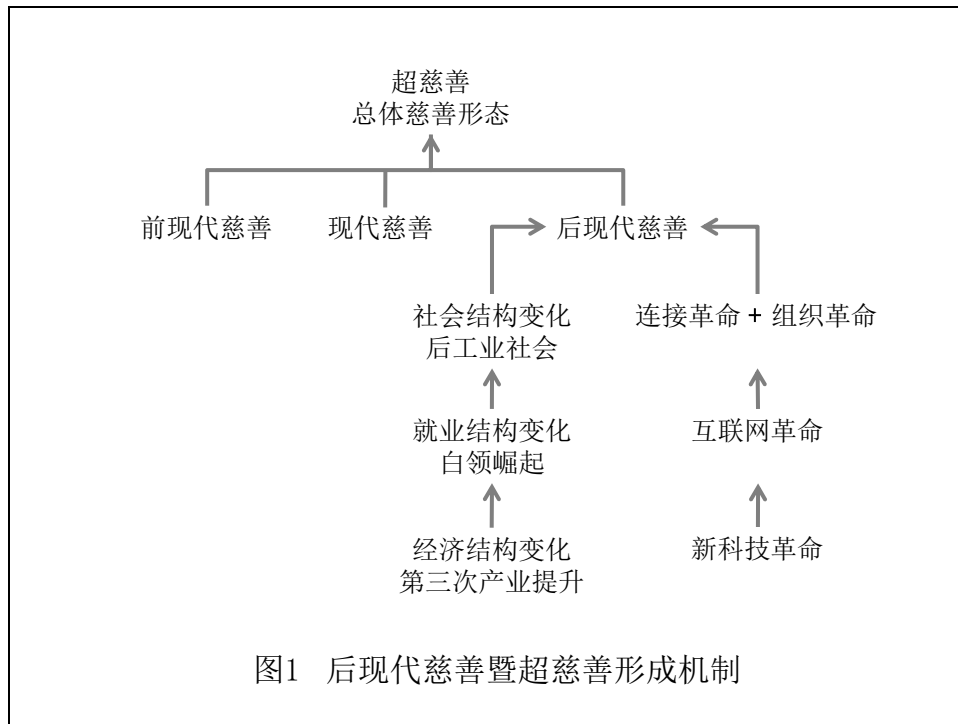 超慈善
总体慈善形态
前现代慈善
现代慈善
后现代慈善
社会结构变化
后工业社会
连接革命 + 组织革命
就业结构变化
白领崛起
互联网革命
经济结构变化
第三次产业提升
新科技革命
图1 后现代慈善暨超慈善形成机制